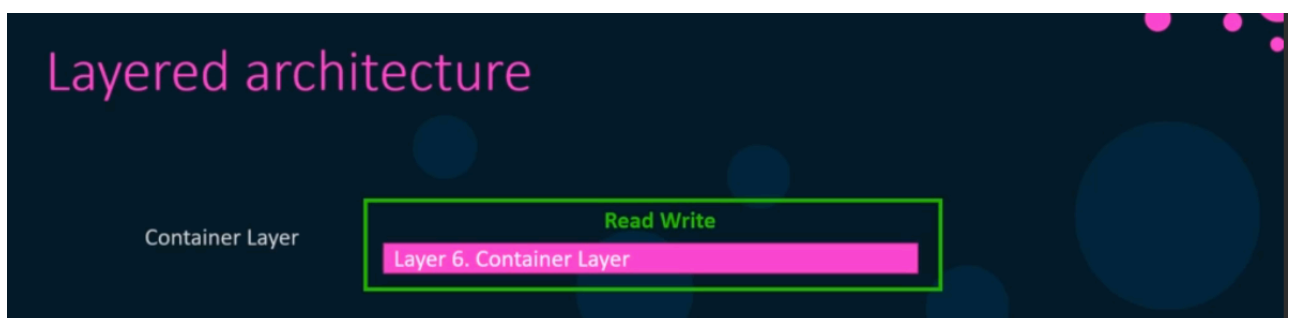 Layered architecture
Read Write
Container Layer
Layer 6. Container Layer